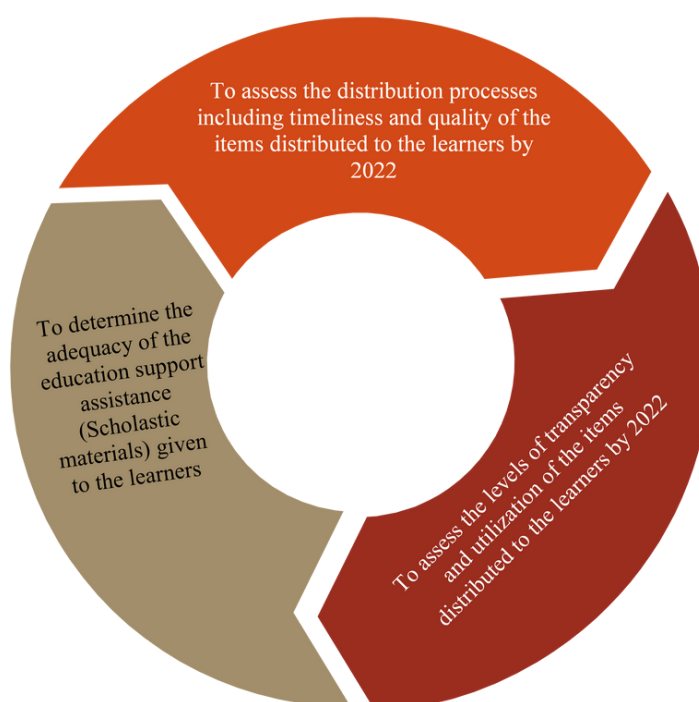 To assess the distribution processes
including timeliness and quality of the
items distributed to the learners by
2022
To assess the levels of transparency
and utilization of the items
distributed to the learners by 2022
To determine the
adequacy of the
education support
assistance
(Scholastic
materials) given
to the learners